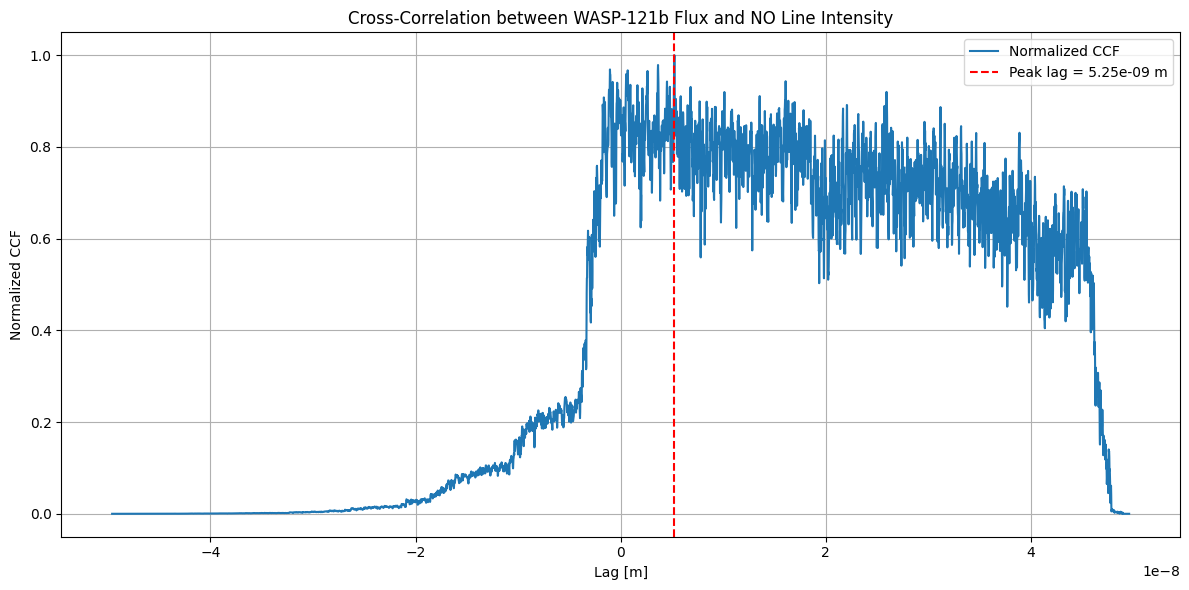 Cross-Correlation between WASP-121b Flux and NO Line Intensity
Normalized CCF
Peak lag = 5.25e-09 m
Normalized CCF
1.0
0.8
0.6
0.4
0.2
0.0
−4
−2
0
2
4
1e−8
Lag [m]